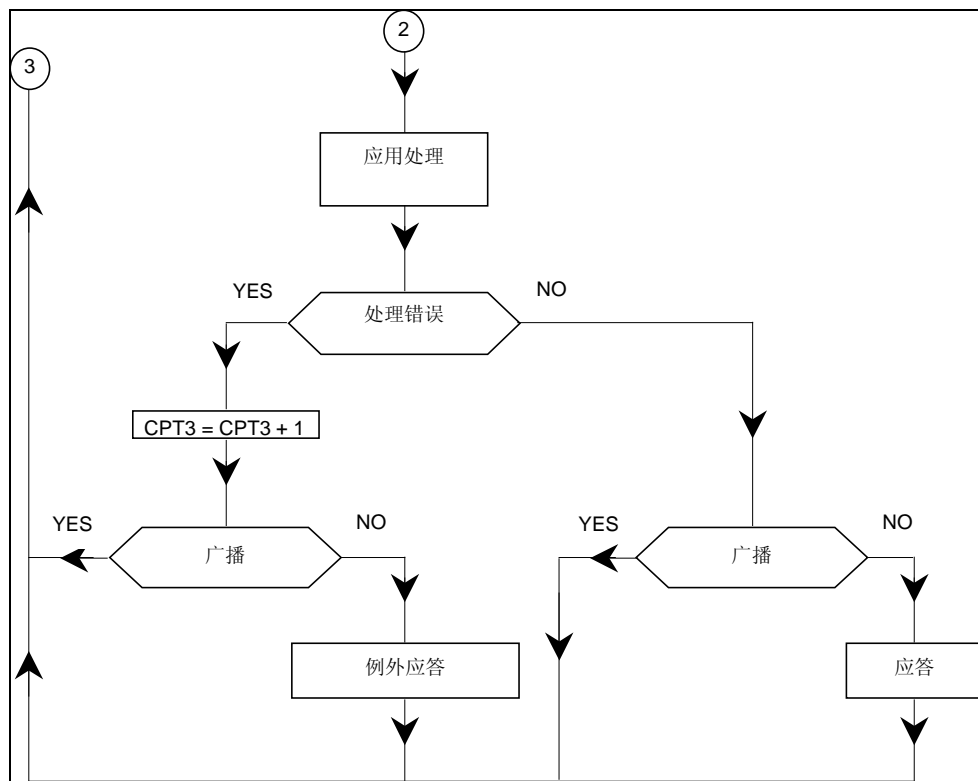 2
3
应用处理
YES
NO
处理错误
CPT3 = CPT3 + 1
YES
NO
YES
NO
广播
广播
例外应答
应答